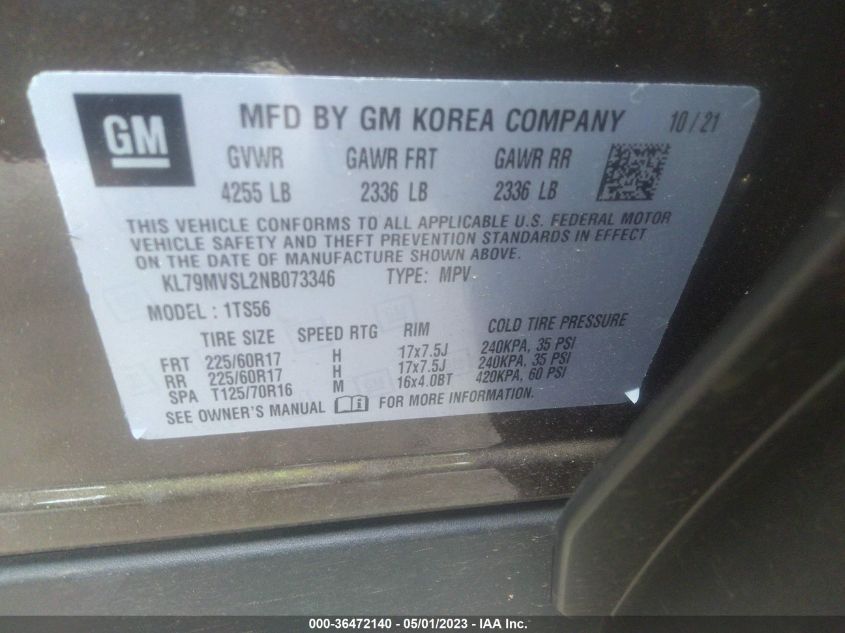 GM
MFD BY GM KOREA COMPANY 10/21
GVWR GAWR FRT GAWR RR
4255 LB 2336 LB 2336 LB
THIS VEHICLE CONFORMS TO ALL APPLICABLE U.S. FEDERAL MOTOR
VEHICLE SAFETY AND THEFT PREVENTION STANDARDS IN EFFECT
ON THE DATE OF MANUFACTURE SHOWN ABOVE.
KL79MVSL2NB073346 TYPE: MPV
MODEL : 1TS56
TIRE SIZE SPEED RTG RIM COLD TIRE PRESSURE
FRT 225/60R17 H 17x7.5J 240KPA, 35 PSI
RR 225/60R17 H 17x7.5J 240KPA, 35 PSI
SPA T125/70R16 M 16x4.0BT 420KPA, 60 PSI
SEE OWNER'S MANUAL FOR MORE INFORMATION.
000-36472140 - 05/01/2023 - IAA Inc.